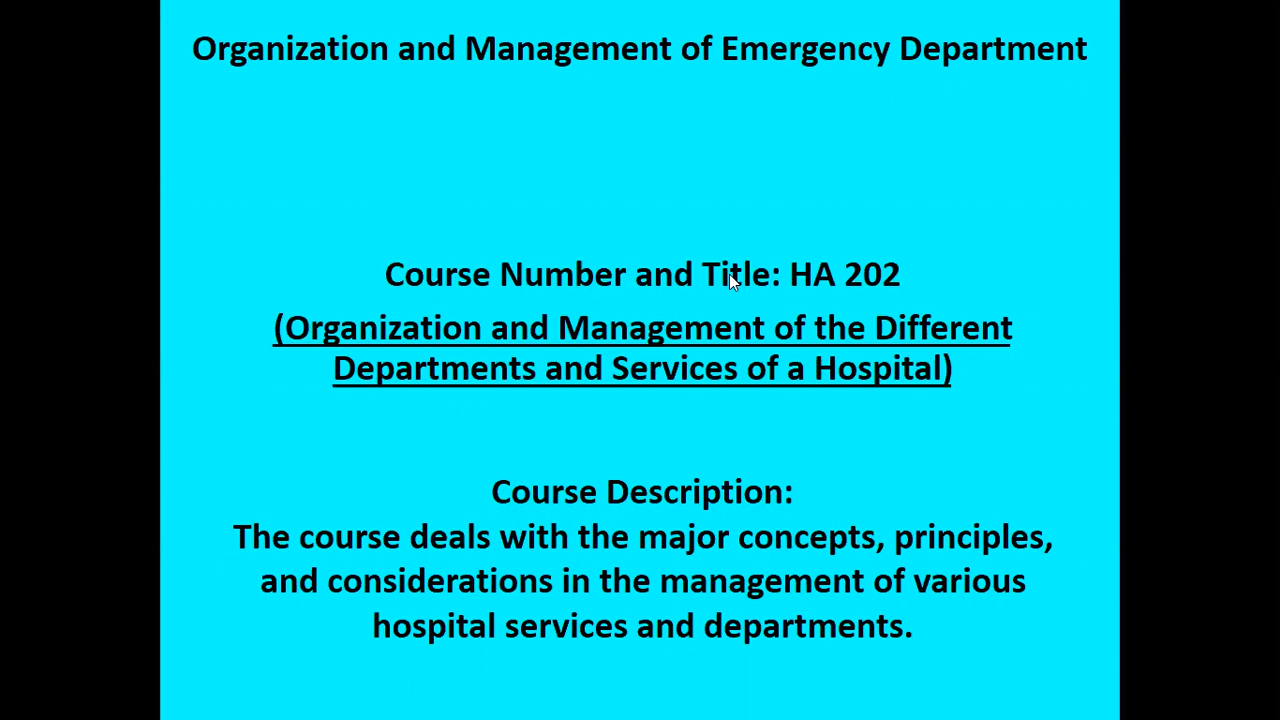 Organization and Management of Emergency Department
Course Number and Title: HA 202
(Organization and Management of the Different
Departments and Services of a Hospital)
Course Description:
The course deals with the major concepts, principles,
and considerations in the management of various
hospital services and departments.